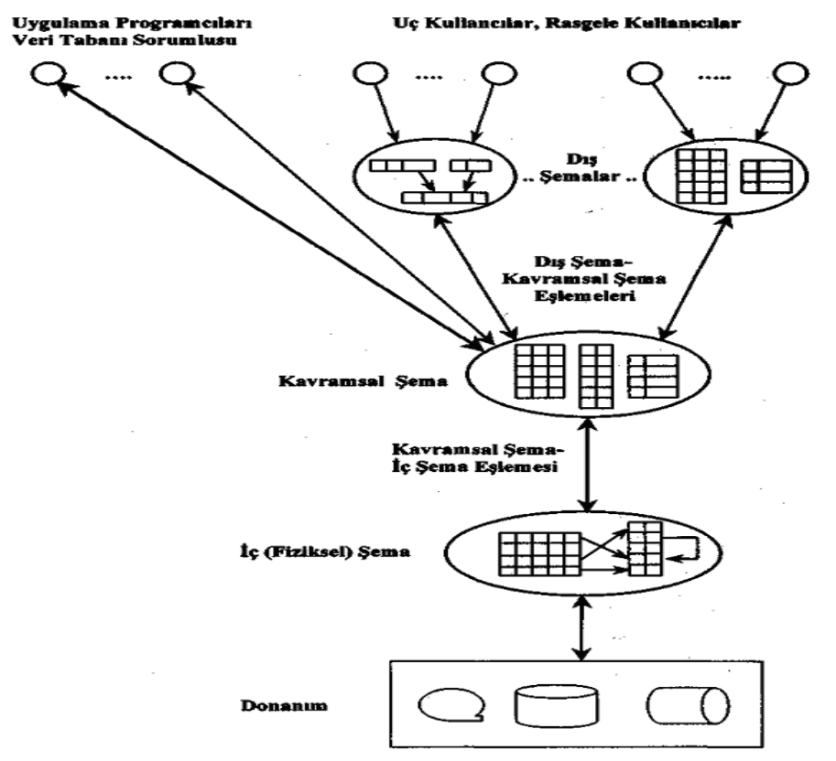 Uygulama Programcıları
Veri Tabanı Sorumlusu
Uç Kullancılar, Rasgele Kullanıcılar
.... .... .....
Dış
.. Şemalar ..
Dış Şema-
Kavramsal Şema
Eşlemeleri
Kavramsal Şema
Kavramsal Şema-
İç Şema Eşlemesi
İç (Fiziksel) Şema
Donanım